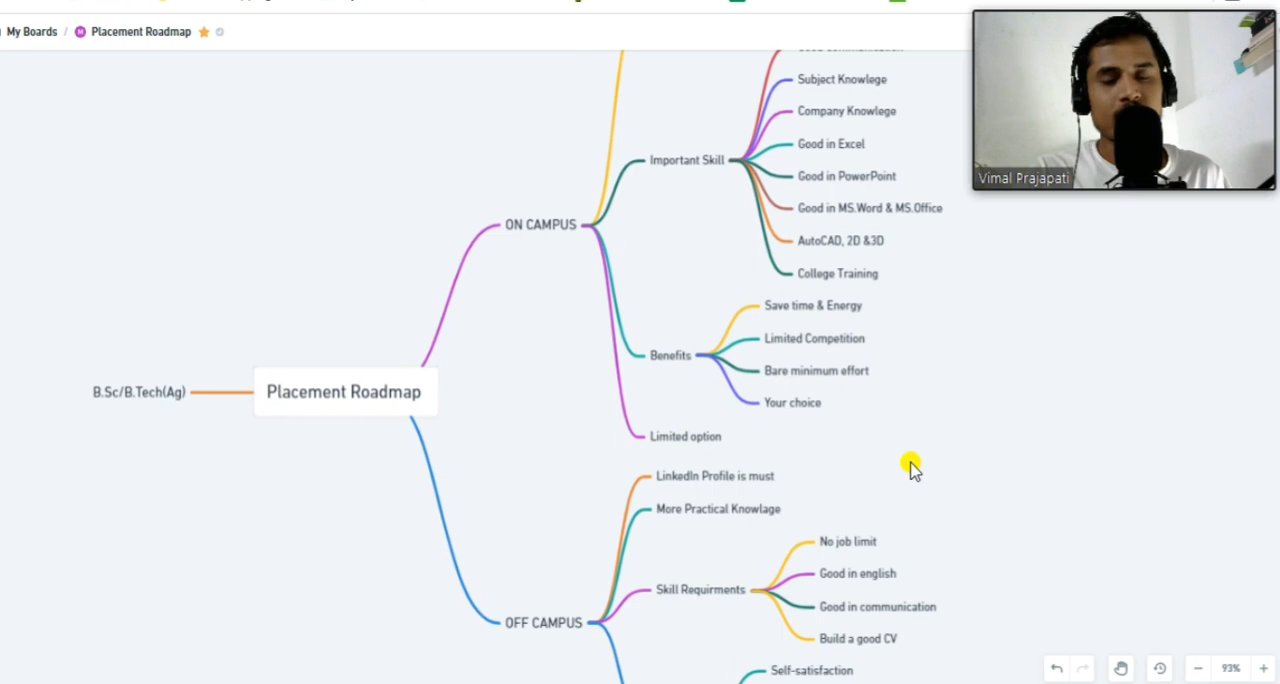 My Boards / M Placement Roadmap
Subject Knowlege
Company Knowlege
Good in Excel
Important Skill
Good in PowerPoint
Vimal Prajapati
Good in MS.Word & MS.Office
ON CAMPUS
AutoCAD, 2D &3D
College Training
Save time & Energy
Limited Competition
Benefits
Bare minimum effort
B.Sc/B.Tech(Ag)
Placement Roadmap
Your choice
Limited option
LinkedIn Profile is must
More Practical Knowlage
No job limit
Good in english
Skill Requirments
Good in communication
OFF CAMPUS
Build a good CV
Self-satisfaction
93%